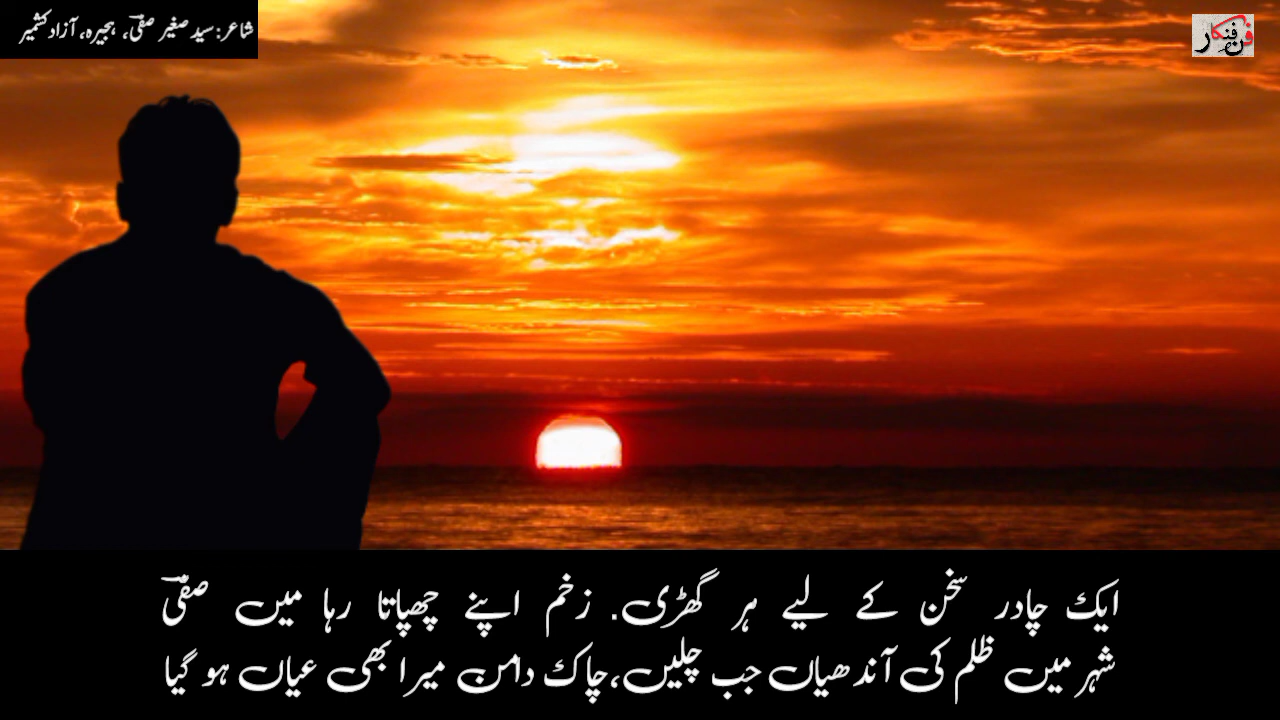 شاعر: سید صغیر صفیؔ، ہجیرہ، آزاد کشمیر
فن فنکار
ایک چادر سخن کے لیے ہر گھڑی. زخم اپنے چھپاتا رہا میں صفیؔ
شہر میں ظلم کی آندھیاں جب چلیں،چاک دامن میرا بھی عیاں ہو گیا